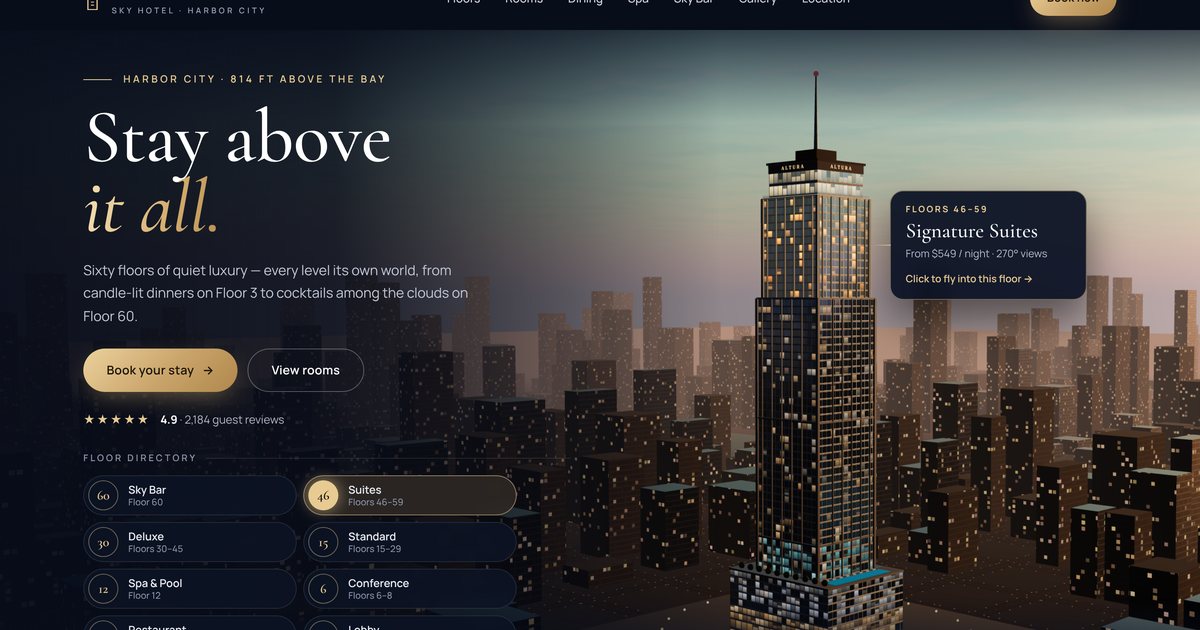 SKY HOTEL · HARBOR CITY
Floors Rooms Dining Spa Sky Bar Gallery Location
Book now
HARBOR CITY · 814 FT ABOVE THE BAY
Stay above
it all.
Sixty floors of quiet luxury — every level its own world, from
candle-lit dinners on Floor 3 to cocktails among the clouds on
Floor 60.
Book your stay →
View rooms
★★★★★ 4.9 · 2,184 guest reviews
FLOOR DIRECTORY
60 Sky Bar
Floor 60
46 Suites
Floors 46–59
30 Deluxe
Floors 30–45
15 Standard
Floors 15–29
12 Spa & Pool
Floor 12
6 Conference
Floors 6–8
Restaurant
Lobby
ALTURA ALTURA
FLOORS 46–59
Signature Suites
From $549 / night · 270° views
Click to fly into this floor →